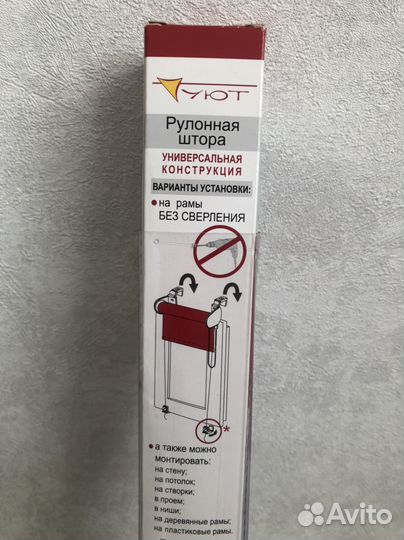 УЮТ
Рулонная
штора
УНИВЕРСАЛЬНАЯ
КОНСТРУКЦИЯ
ВАРИАНТЫ УСТАНОВКИ:
• на рамы
БЕЗ СВЕРЛЕНИЯ
*
• а также можно
монтировать:
на стену;
на потолок;
на створки;
в проем;
в ниши;
на деревянные рамы;
на пластиковые рамы.
Avito